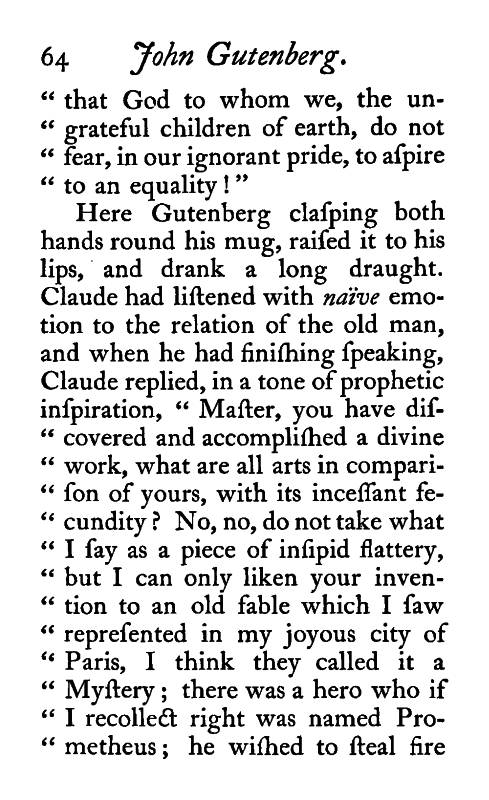 64 John Gutenberg.
“ that God to whom we, the un-
“ grateful children of earth, do not
“ fear, in our ignorant pride, to aſpire
“ to an equality ! ”
Here Gutenberg claſping both
hands round his mug, raiſed it to his
lips, and drank a long draught.
Claude had liſtened with naïve emo-
tion to the relation of the old man,
and when he had finiſhing ſpeaking,
Claude replied, in a tone of prophetic
inſpiration, “ Maſter, you have diſ-
“ covered and accompliſhed a divine
“ work, what are all arts in compari-
“ ſon of yours, with its inceſſant fe-
“ cundity ? No, no, do not take what
“ I ſay as a piece of inſipid flattery,
“ but I can only liken your inven-
“ tion to an old fable which I ſaw
“ repreſented in my joyous city of
“ Paris, I think they called it a
“ Myſtery ; there was a hero who if
“ I recollect right was named Pro-
“ metheus ; he wiſhed to ſteal fire